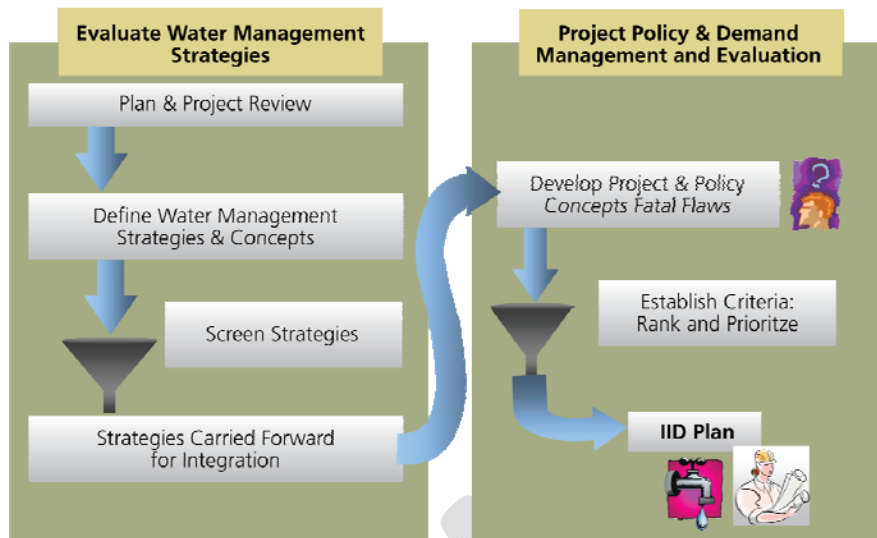 Evaluate Water Management
Strategies
Plan & Project Review
Define Water Management
Strategies & Concepts
Screen Strategies
Strategies Carried Forward
for Integration
Project Policy & Demand
Management and Evaluation
Develop Project & Policy
Concepts Fatal Flaws
?
Establish Criteria:
Rank and Prioritze
IID Plan